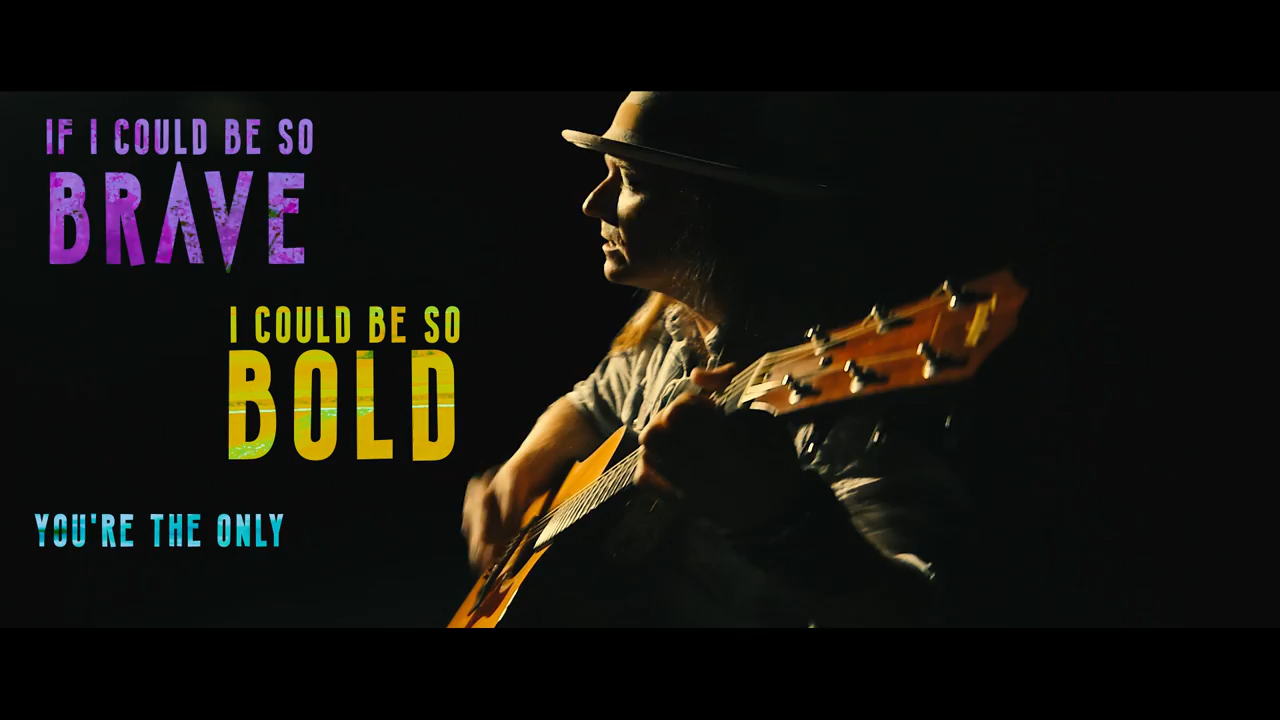 IF I COULD BE SO
BRAVE
I COULD BE SO
BOLD
YOU'RE THE ONLY